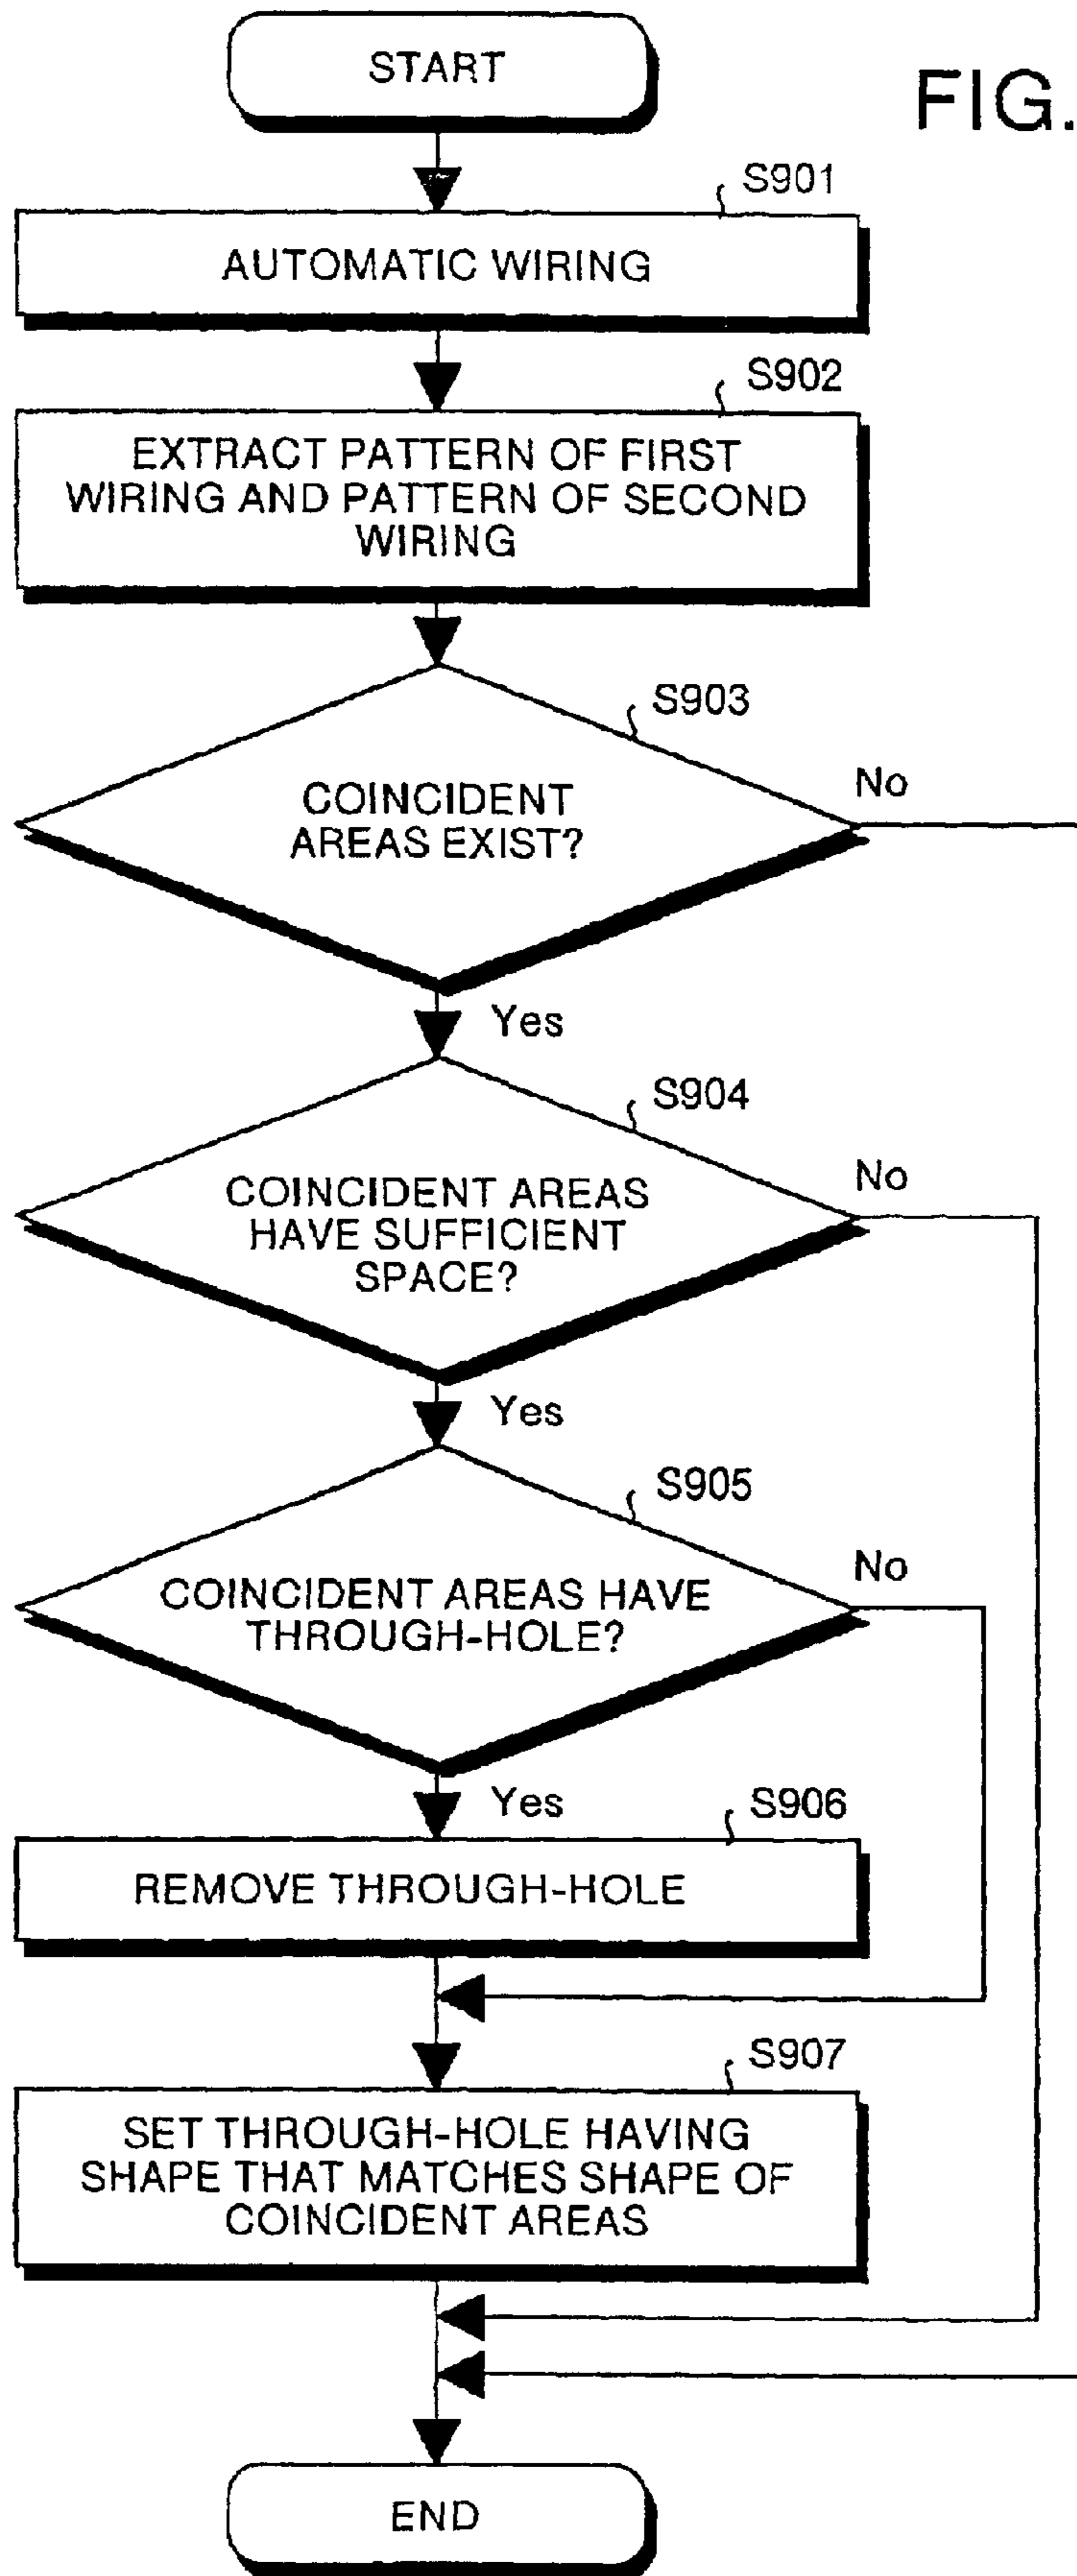 START
FIG.
S901
AUTOMATIC WIRING
S902
EXTRACT PATTERN OF FIRST
WIRING AND PATTERN OF SECOND
WIRING
S903
COINCIDENT
AREAS EXIST?
No
Yes
S904
COINCIDENT AREAS
HAVE SUFFICIENT
SPACE?
No
Yes
S905
COINCIDENT AREAS HAVE
THROUGH-HOLE?
No
Yes
S906
REMOVE THROUGH-HOLE
S907
SET THROUGH-HOLE HAVING
SHAPE THAT MATCHES SHAPE OF
COINCIDENT AREAS
END